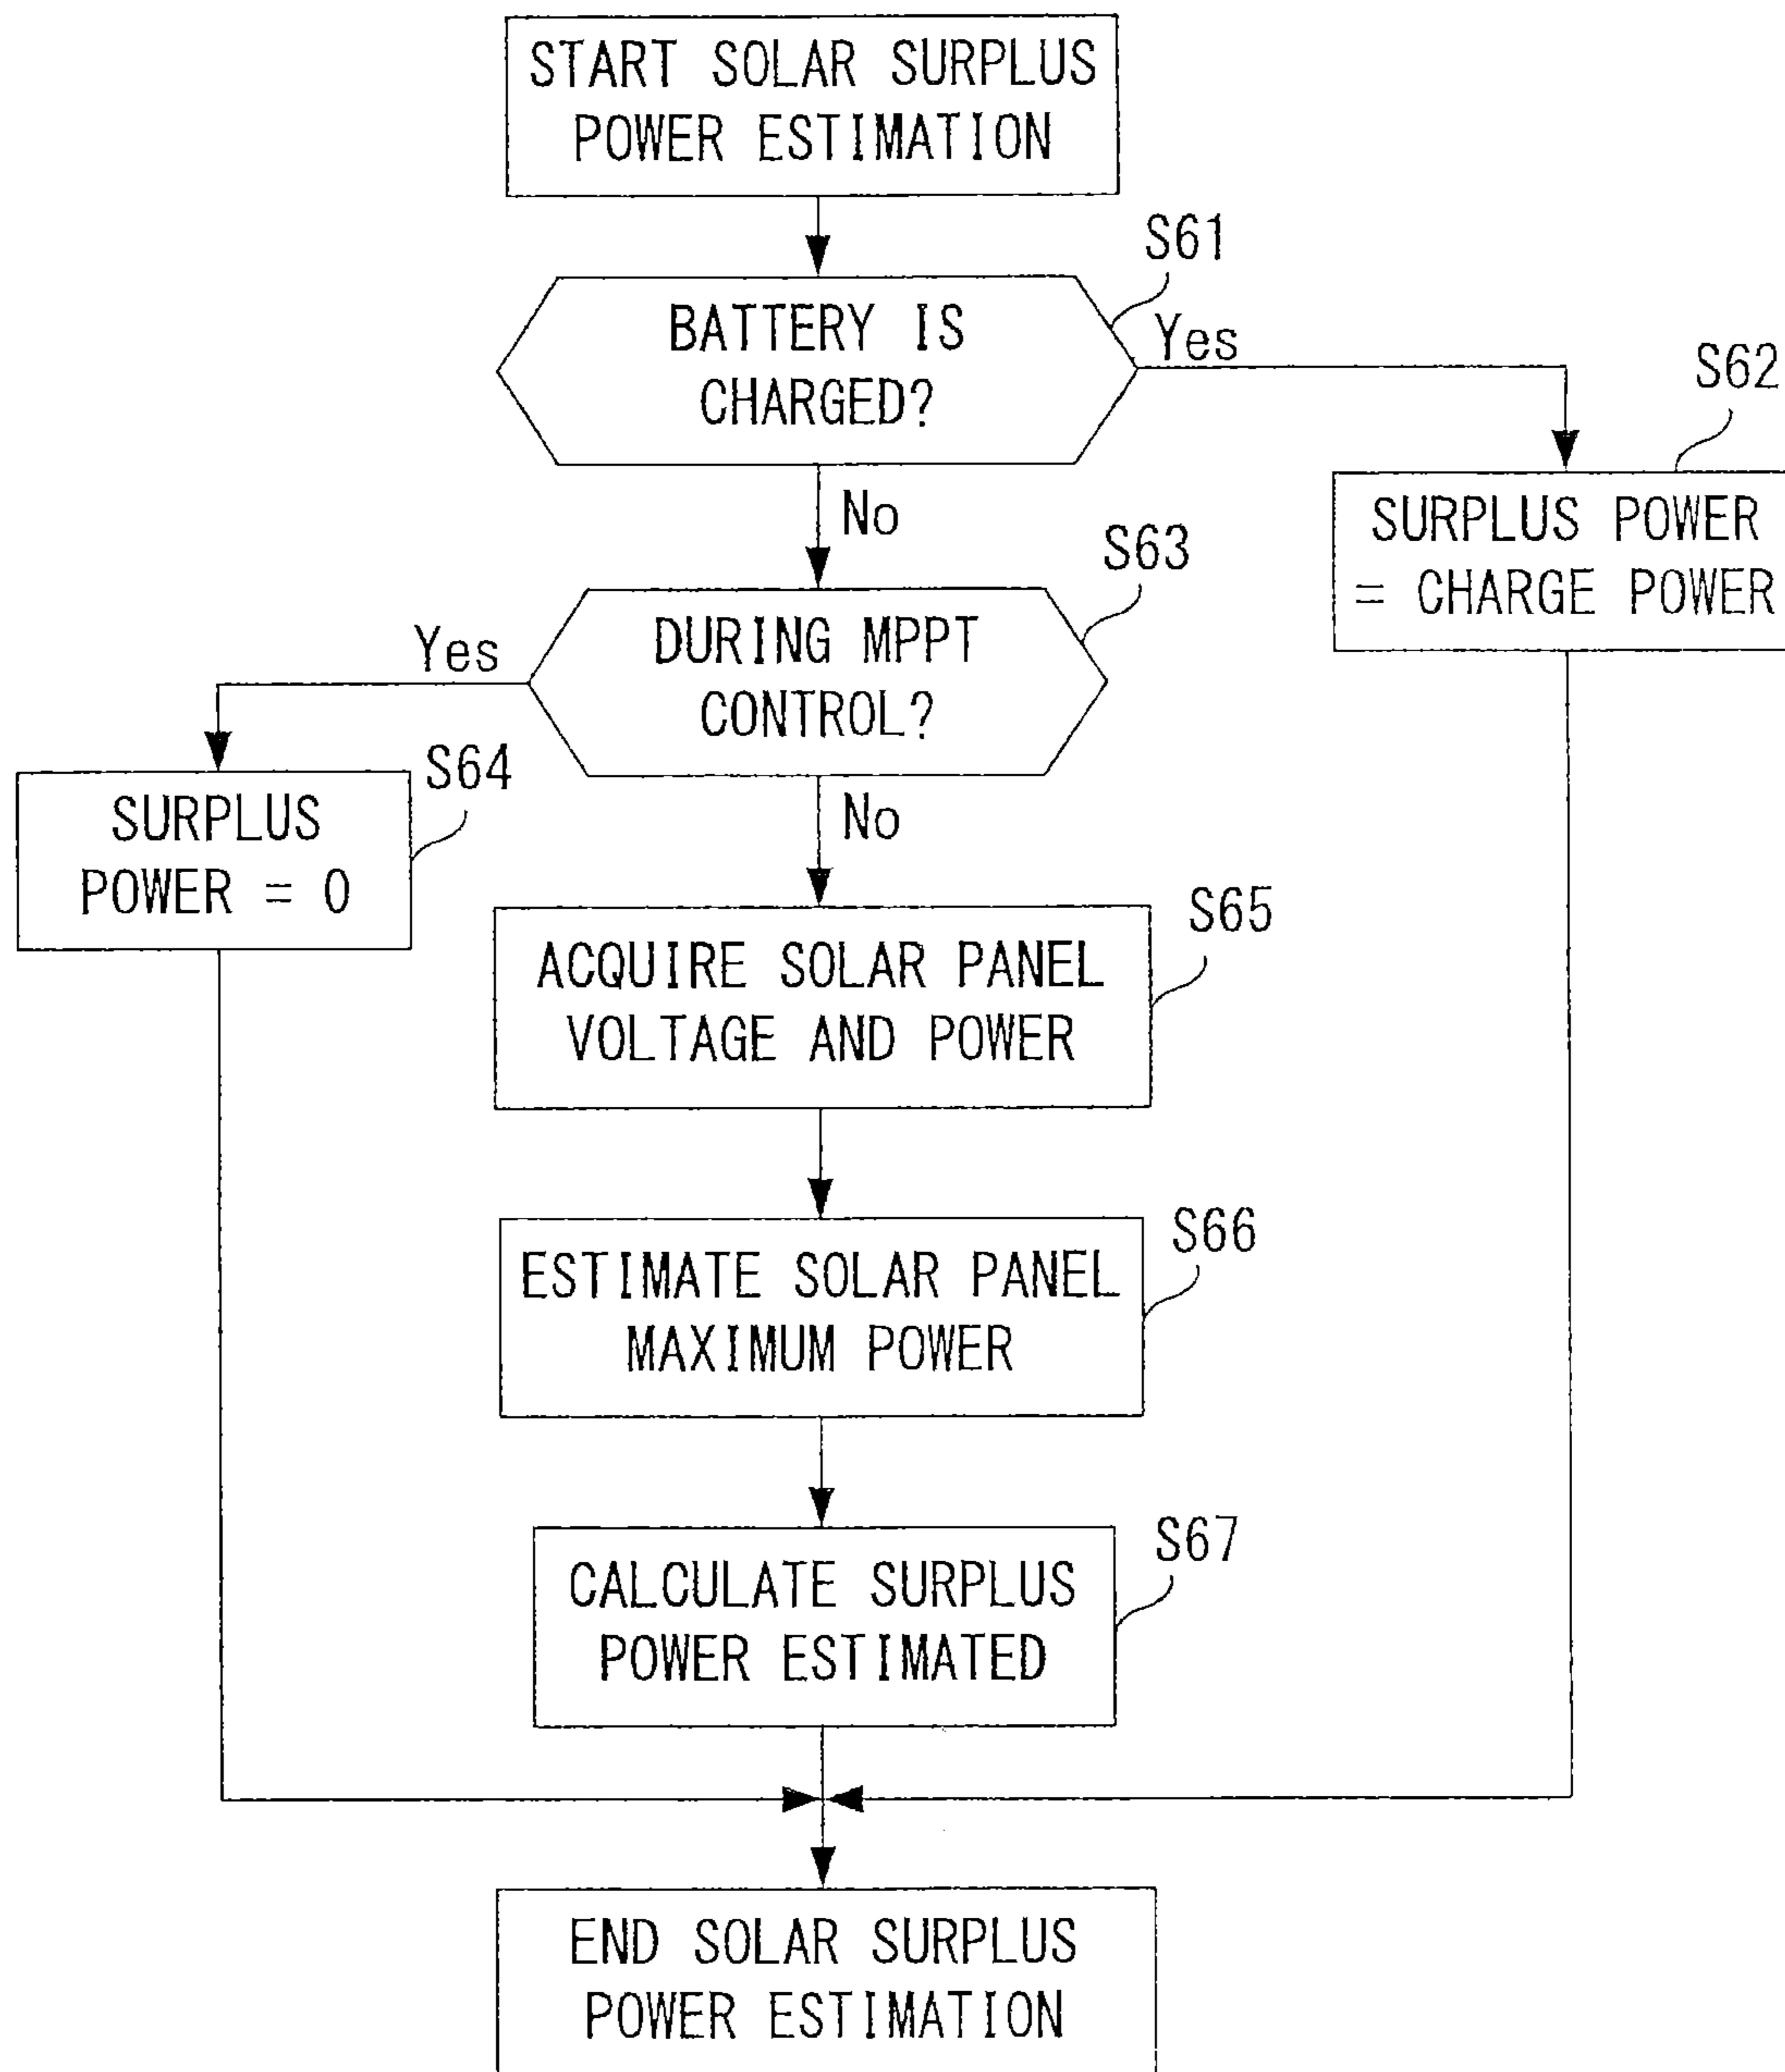 START SOLAR SURPLUS
POWER ESTIMATION
S61
BATTERY IS
CHARGED?
Yes
S62
SURPLUS POWER
= CHARGE POWER
No
S63
DURING MPPT
CONTROL?
Yes
S64
SURPLUS
POWER = 0
No
S65
ACQUIRE SOLAR PANEL
VOLTAGE AND POWER
S66
ESTIMATE SOLAR PANEL
MAXIMUM POWER
S67
CALCULATE SURPLUS
POWER ESTIMATED
END SOLAR SURPLUS
POWER ESTIMATION